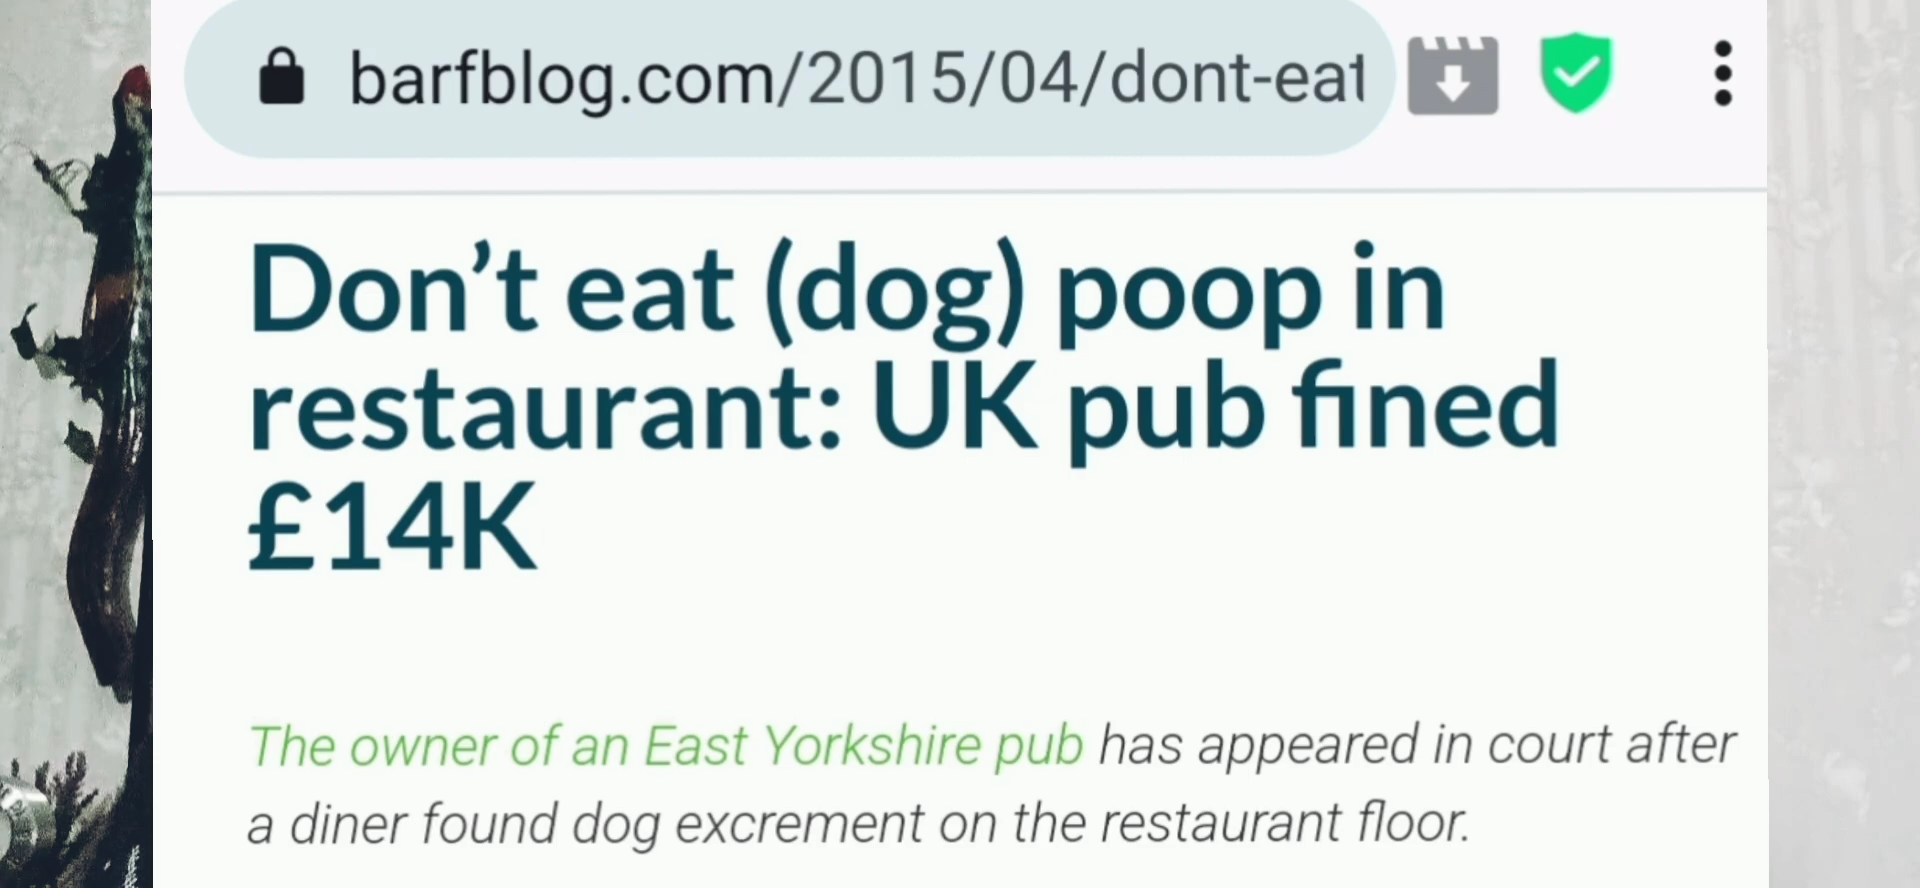 barfblog.com/2015/04/dont-eat
Don’t eat (dog) poop in
restaurant: UK pub fined
£14K
The owner of an East Yorkshire pub has appeared in court after
a diner found dog excrement on the restaurant floor.